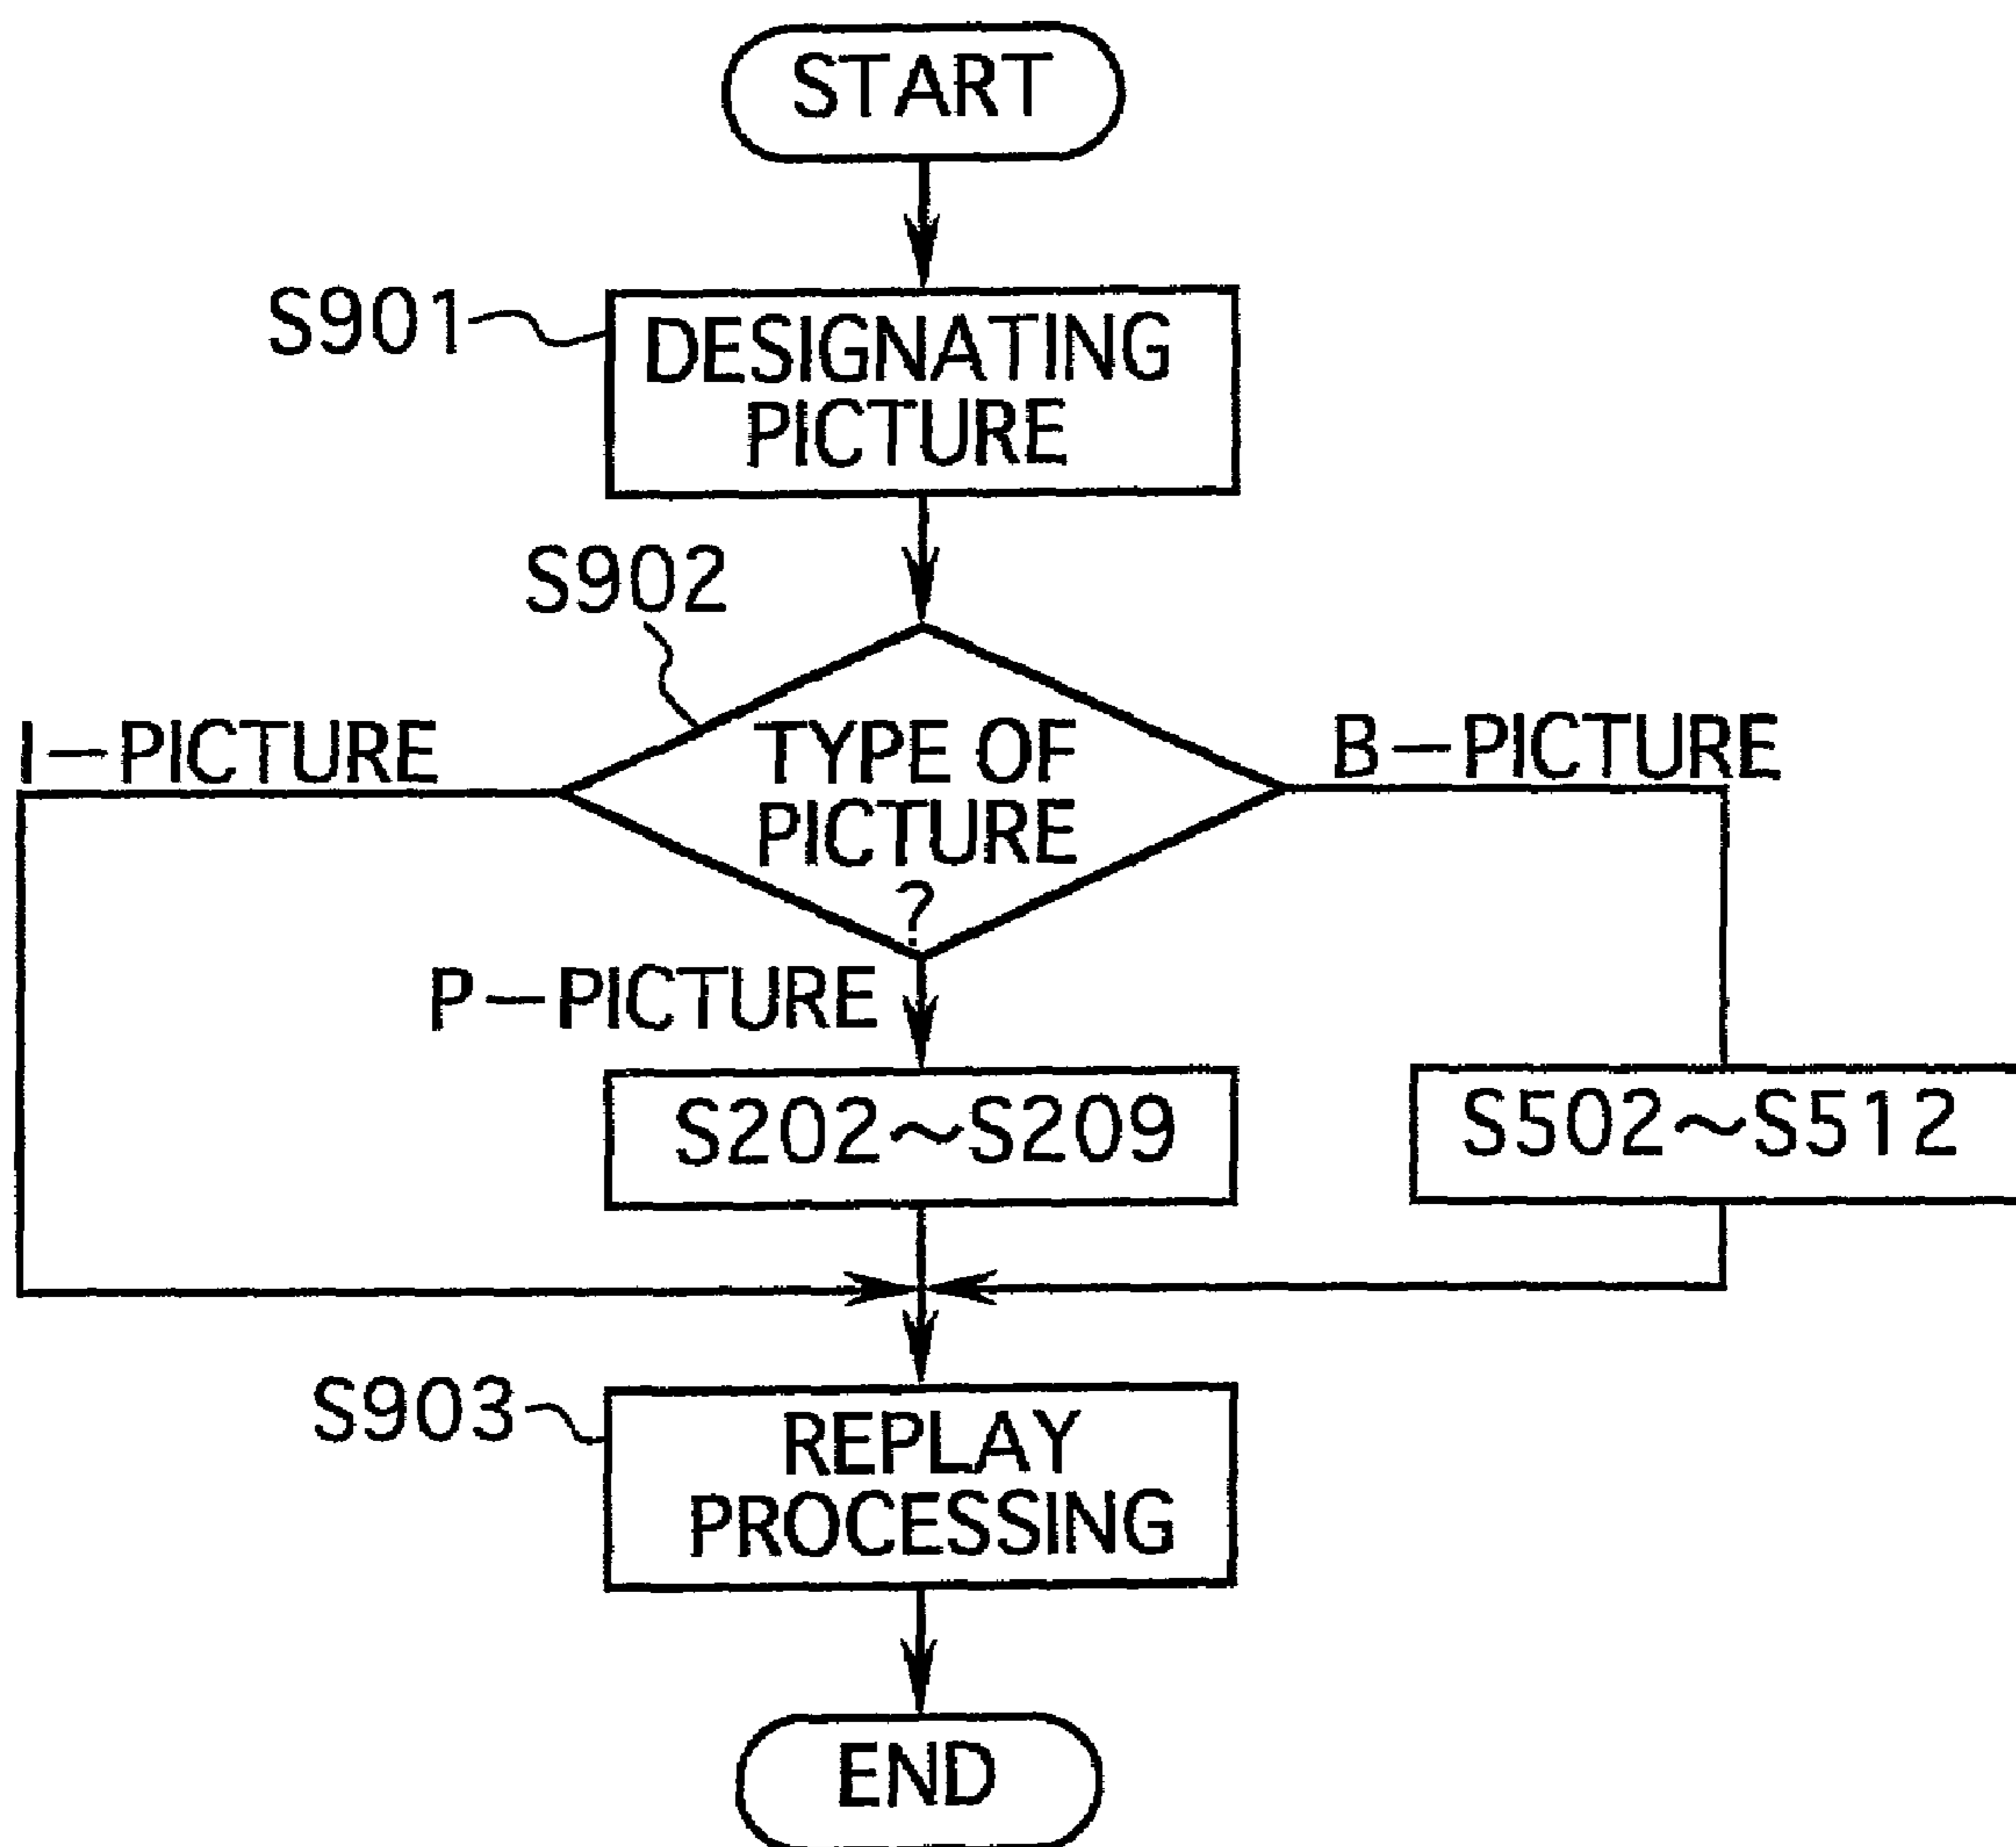 START
S901
DESIGNATING
PICTURE
S902
I-PICTURE
TYPE OF
PICTURE
?
B-PICTURE
P-PICTURE
S202~S209
S502~S512
S903
REPLAY
PROCESSING
END